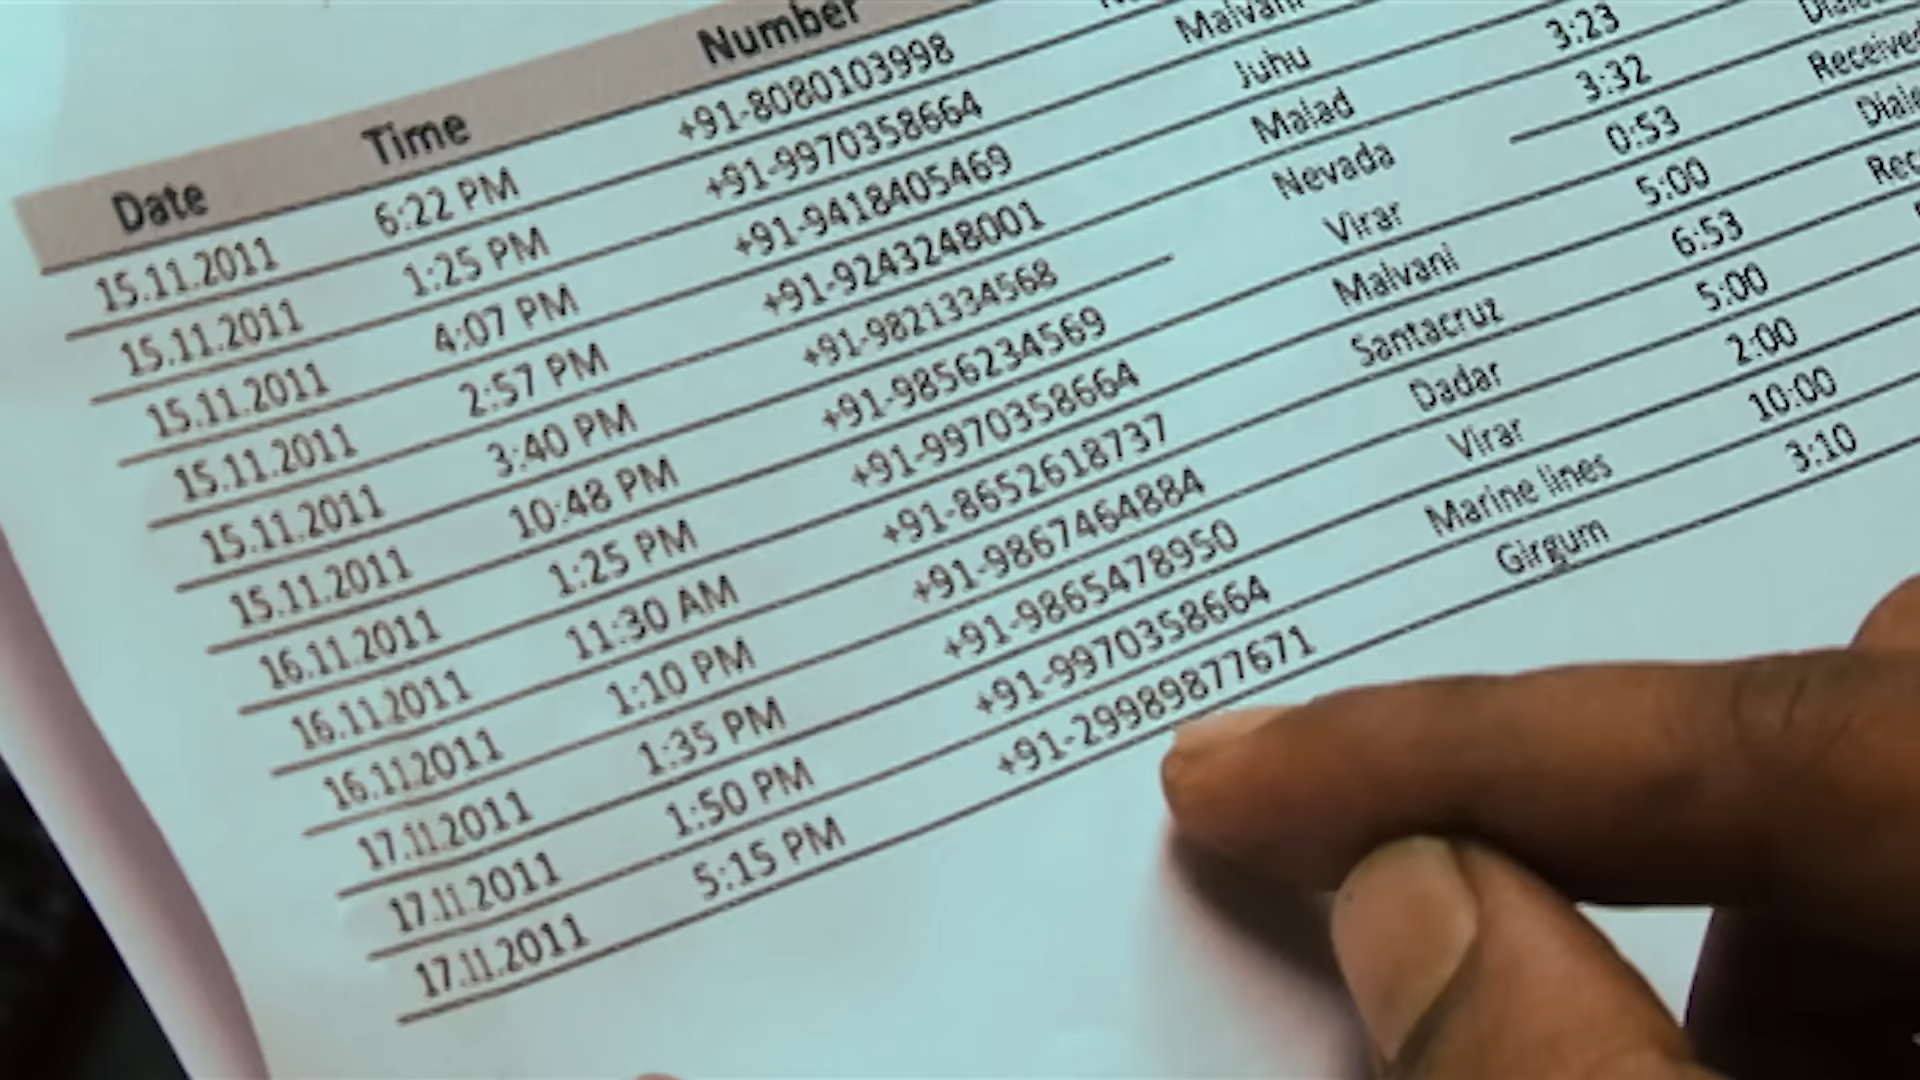 Date Time Number
15.11.2011 6:22 PM +91-8080103998
15.11.2011 1:25 PM +91-9970358664 Malvani
15.11.2011 4:07 PM +91-9418405469 Juhu
15.11.2011 2:57 PM +91-9243248001 Malad 3:23
15.11.2011 3:40 PM +91-9821334568 Nevada 3:32
15.11.2011 10:48 PM +91-9856234569 Virar 0:53 Received
16.11.2011 1:25 PM +91-9970358664 Malvani 5:00
16.112011 11:30 AM +91-8652618737 Santacruz 6:53
16.112011 1:10 PM +91-9867464884 Dadar 5:00
17.11.2011 1:35 PM +91-9865478950 Virar 2:00
17.11.2011 1:50 PM +91-9970358664 Marine lines 10:00
17.11.2011 5:15 PM +91-29989877671 Girgum 3:10